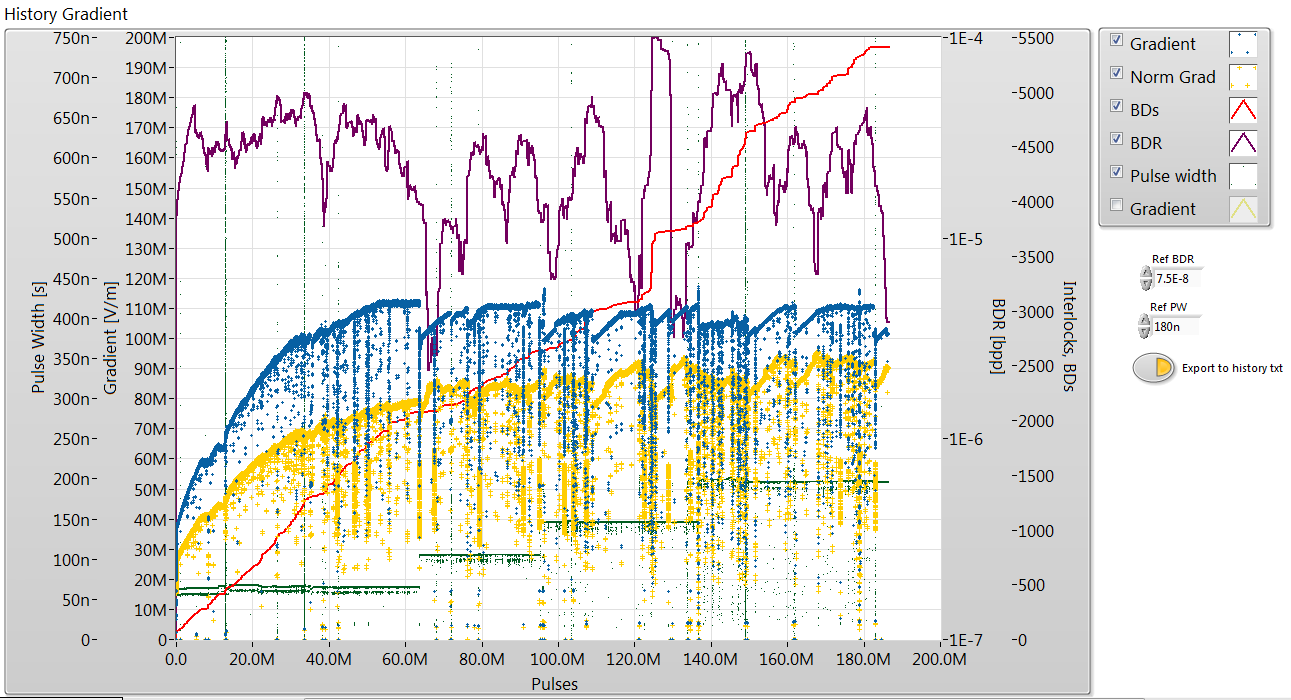 History Gradient
750n-
700n-
650n-
600n-
550n-
500n-
450n-
400n-
350n-
300n-
250n-
200n-
150n-
100n-
50n-
0-
Pulse Width [s]
200M-
190M-
180M-
170M-
160M-
150M-
140M-
130M-
120M-
110M-
100M-
90M-
80M-
70M-
60M-
50M-
40M-
30M-
20M-
10M-
0-
Gradient [V/m]
0.0
20.0M
40.0M
60.0M
80.0M
100.0M
120.0M
140.0M
160.0M
180.0M
200.0M
Pulses
-1E-4
-1E-5
-1E-6
-1E-7
BDR [bpp]
-5500
-5000
-4500
-4000
-3500
-3000
-2500
-2000
-1500
-1000
-500
-0
Interlocks, BDs
Gradient
Norm Grad
BDs
BDR
Pulse width
Gradient
Ref BDR
7.5E-8
Ref PW
180n
Export to history txt